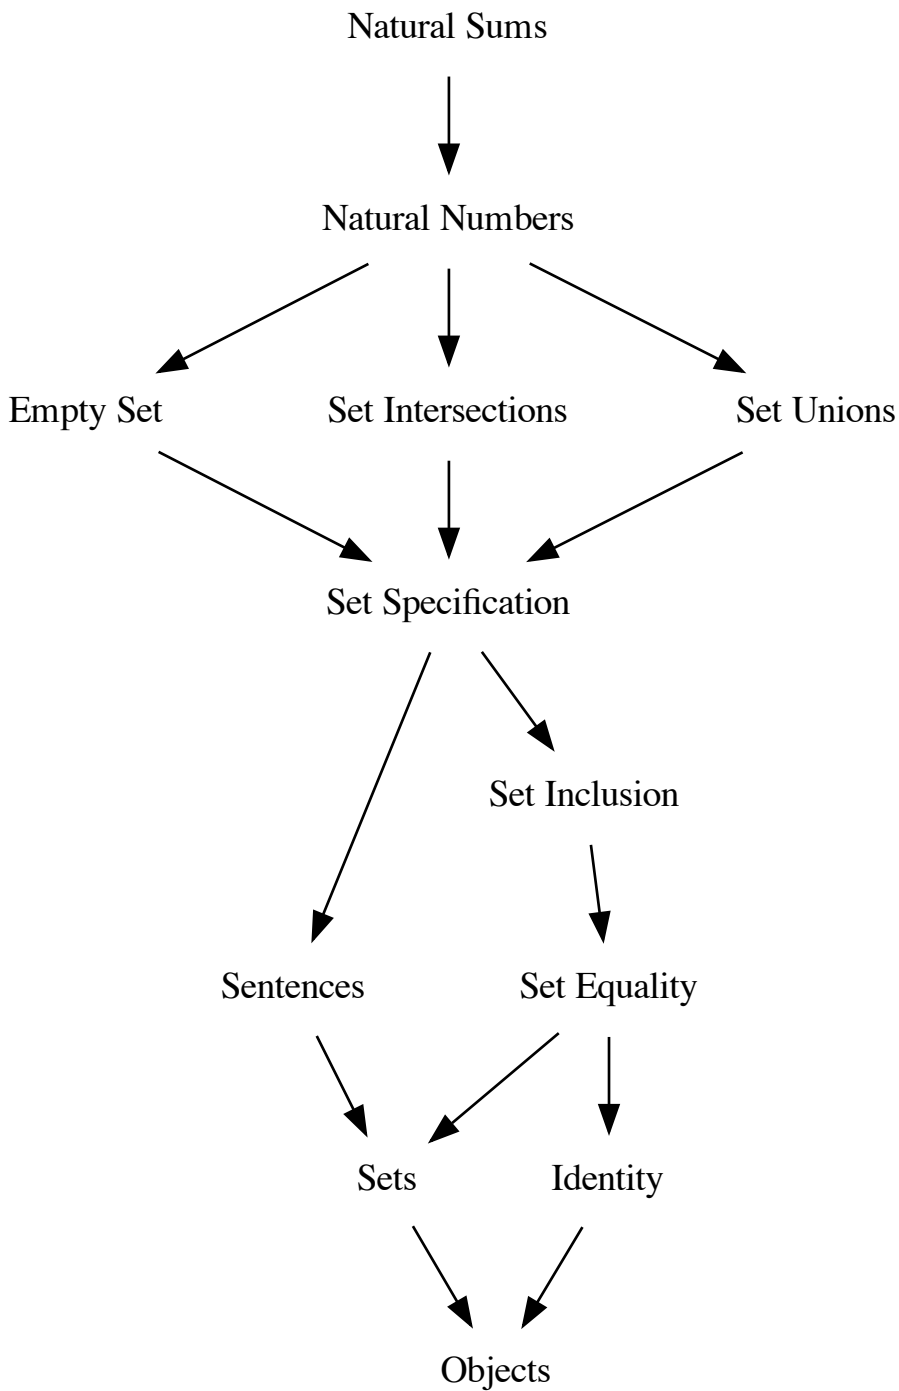 Natural Sums
Natural Numbers
Empty Set
Set Intersections
Set Unions
Set Specification
Set Inclusion
Sentences
Set Equality
Sets
Identity
Objects